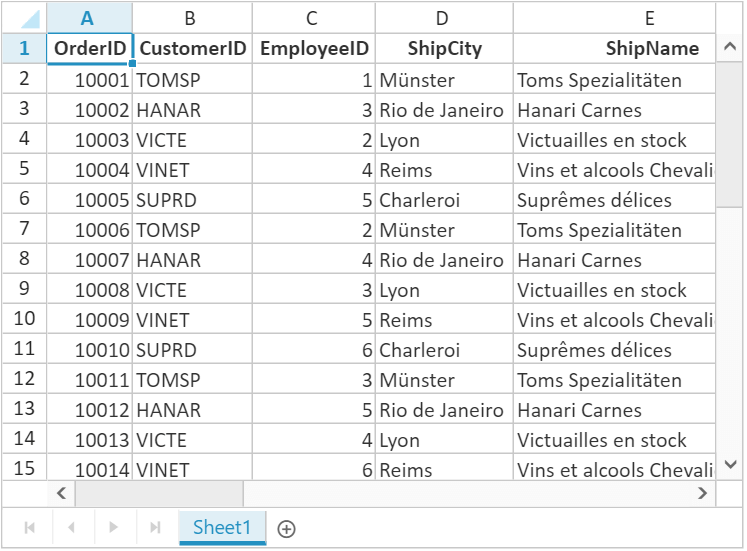 A B C D E
1 OrderID CustomerID EmployeeID ShipCity ShipName
2 10001 TOMSP 1 Münster Toms Spezialitäten
3 10002 HANAR 3 Rio de Janeiro Hanari Carnes
4 10003 VICTE 2 Lyon Victuailles en stock
5 10004 VINET 4 Reims Vins et alcools Chevali
6 10005 SUPRD 5 Charleroi Suprêmes délices
7 10006 TOMSP 2 Münster Toms Spezialitäten
8 10007 HANAR 4 Rio de Janeiro Hanari Carnes
9 10008 VICTE 3 Lyon Victuailles en stock
10 10009 VINET 5 Reims Vins et alcools Chevali
11 10010 SUPRD 6 Charleroi Suprêmes délices
12 10011 TOMSP 3 Münster Toms Spezialitäten
13 10012 HANAR 5 Rio de Janeiro Hanari Carnes
14 10013 VICTE 4 Lyon Victuailles en stock
15 10014 VINET 6 Reims Vins et alcools Chevali
Sheet1